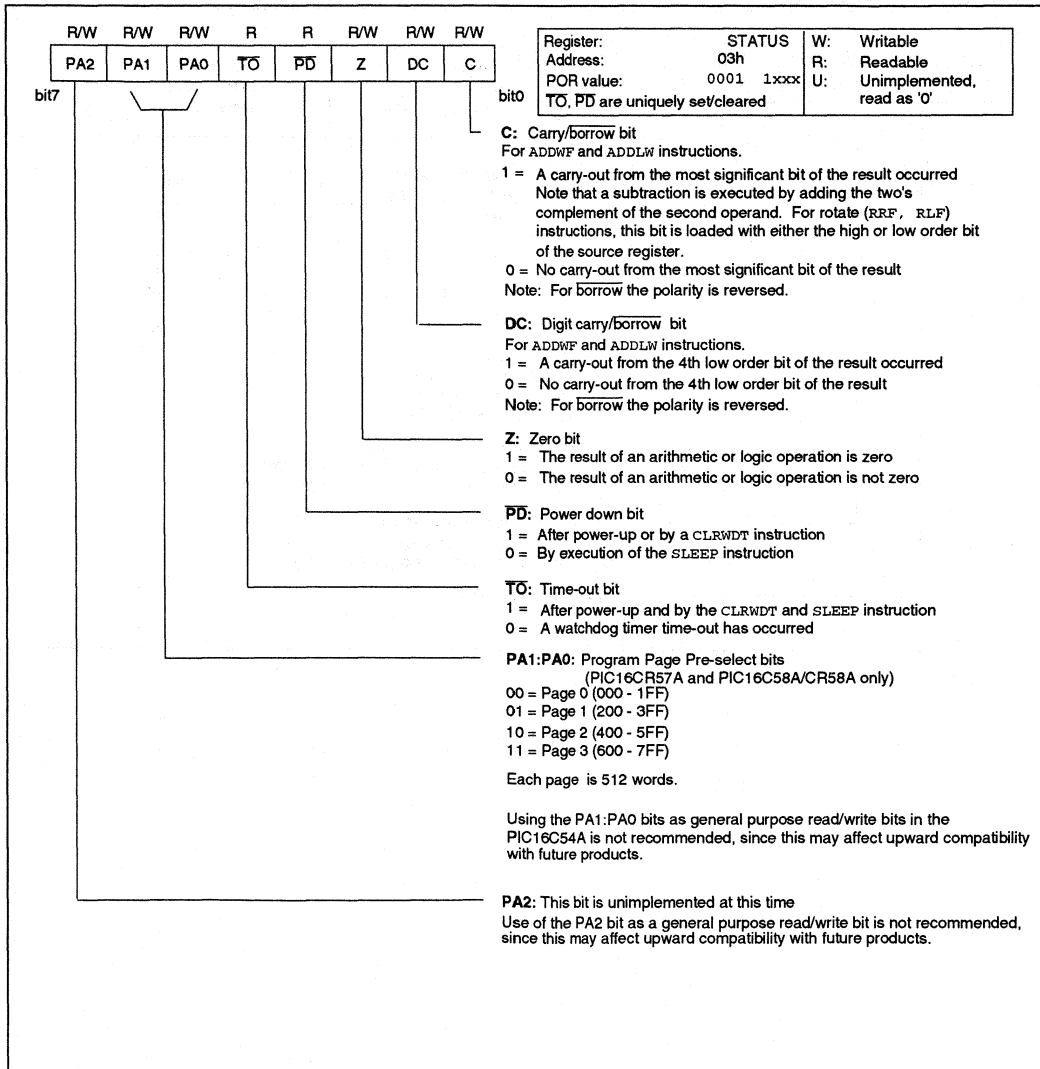 R/W R/W R/W R R R/W R/W R/W
PA2 PA1 PA0 T̅O̅ P̅D̅ Z DC C
bit7 bit0
Register: STATUS
Address: 03h
POR value: 0001 1xxx
T̅O̅, P̅D̅ are uniquely set/cleared
W: Writable
R: Readable
U: Unimplemented,
read as '0'
C: Carry/b̅o̅r̅r̅o̅w̅ bit
For ADDWF and ADDLW instructions.
1 = A carry-out from the most significant bit of the result occurred
Note that a subtraction is executed by adding the two's
complement of the second operand. For rotate (RRF, RLF)
instructions, this bit is loaded with either the high or low order bit
of the source register.
0 = No carry-out from the most significant bit of the result
Note: For b̅o̅r̅r̅o̅w̅ the polarity is reversed.
DC: Digit carry/b̅o̅r̅r̅o̅w̅ bit
For ADDWF and ADDLW instructions.
1 = A carry-out from the 4th low order bit of the result occurred
0 = No carry-out from the 4th low order bit of the result
Note: For b̅o̅r̅r̅o̅w̅ the polarity is reversed.
Z: Zero bit
1 = The result of an arithmetic or logic operation is zero
0 = The result of an arithmetic or logic operation is not zero
P̅D̅: Power down bit
1 = After power-up or by a CLRWDT instruction
0 = By execution of the SLEEP instruction
T̅O̅: Time-out bit
1 = After power-up and by the CLRWDT and SLEEP instruction
0 = A watchdog timer time-out has occurred
PA1:PA0: Program Page Pre-select bits
(PIC16CR57A and PIC16C58A/CR58A only)
00 = Page 0 (000 - 1FF)
01 = Page 1 (200 - 3FF)
10 = Page 2 (400 - 5FF)
11 = Page 3 (600 - 7FF)
Each page is 512 words.
Using the PA1:PA0 bits as general purpose read/write bits in the
PIC16C54A is not recommended, since this may affect upward compatibility
with future products.
PA2: This bit is unimplemented at this time
Use of the PA2 bit as a general purpose read/write bit is not recommended,
since this may affect upward compatibility with future products.